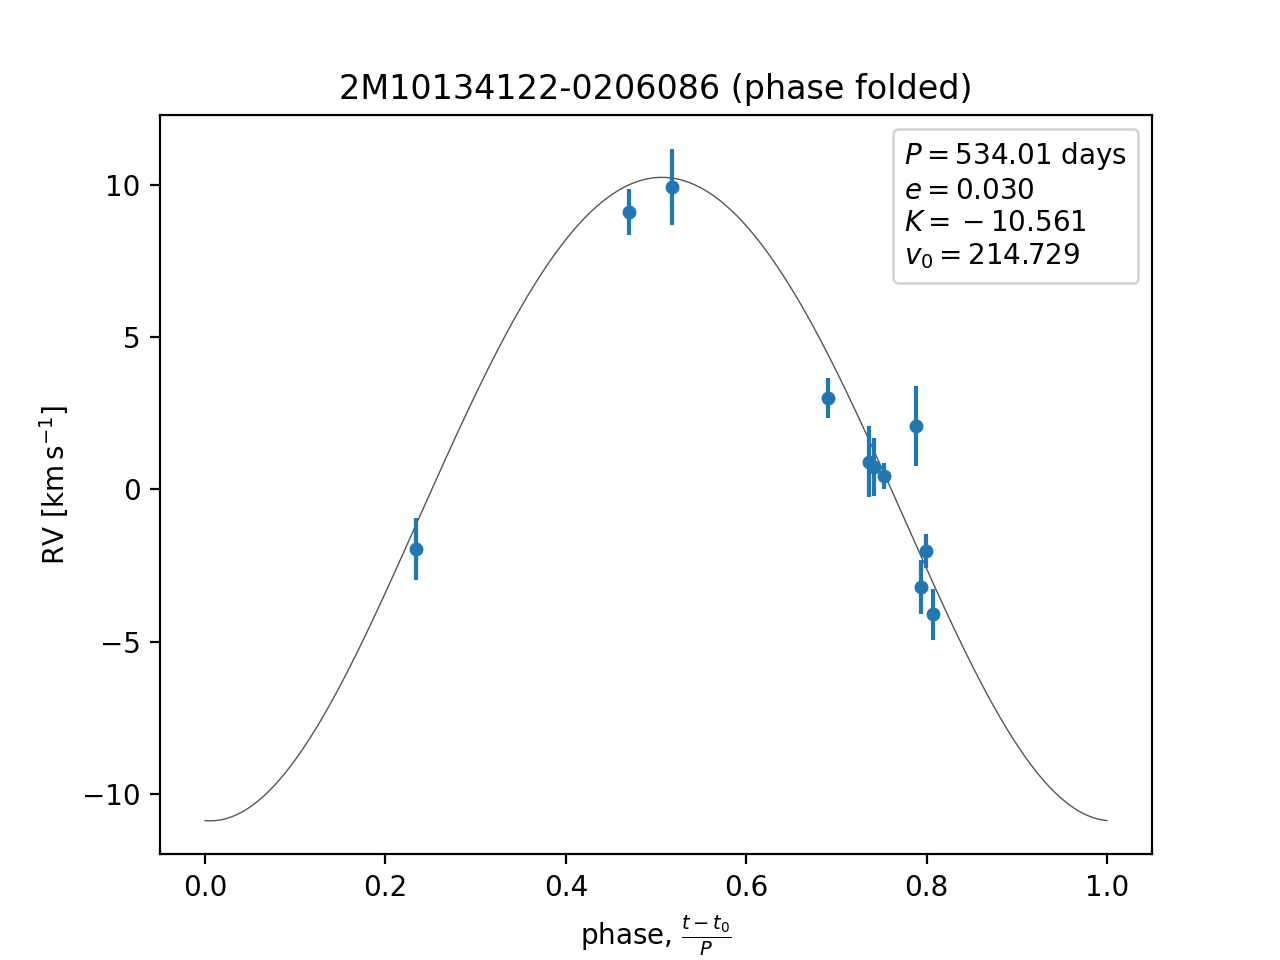 2M10134122-0206086 (phase folded)
P = 534.01 days
e = 0.030
K = −10.561
v₀ = 214.729
RV [km s⁻¹]
10
5
0
−5
−10
0.0 0.2 0.4 0.6 0.8 1.0
phase, (t − t₀)/P